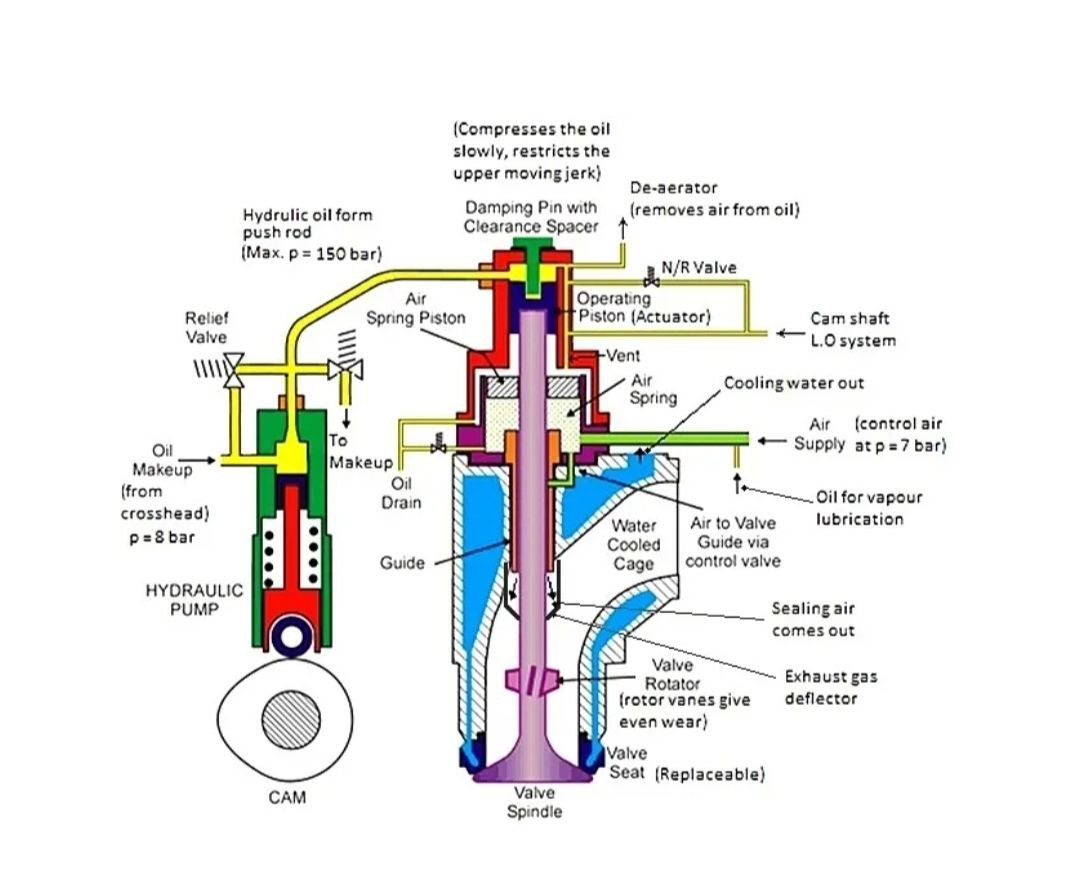 (Compresses the oil
slowly, restricts the
upper moving jerk)
Damping Pin with
Clearance Spacer
De-aerator
(removes air from oil)
Hydrulic oil form
push rod
(Max. p = 150 bar)
N/R Valve
Air
Spring Piston
Operating
Piston (Actuator)
Relief
Valve
Cam shaft
L.O system
Vent
Air
Spring
Cooling water out
Air
Supply
(control air
at p = 7 bar)
To
Makeup
Oil
Makeup
(from
crosshead)
p = 8 bar
Oil
Drain
Oil for vapour
lubrication
Water
Cooled
Cage
Air to Valve
Guide via
control valve
Guide
HYDRAULIC
PUMP
Sealing air
comes out
Valve
Rotator
(rotor vanes give
even wear)
Exhaust gas
deflector
Valve
Seat (Replaceable)
CAM
Valve
Spindle